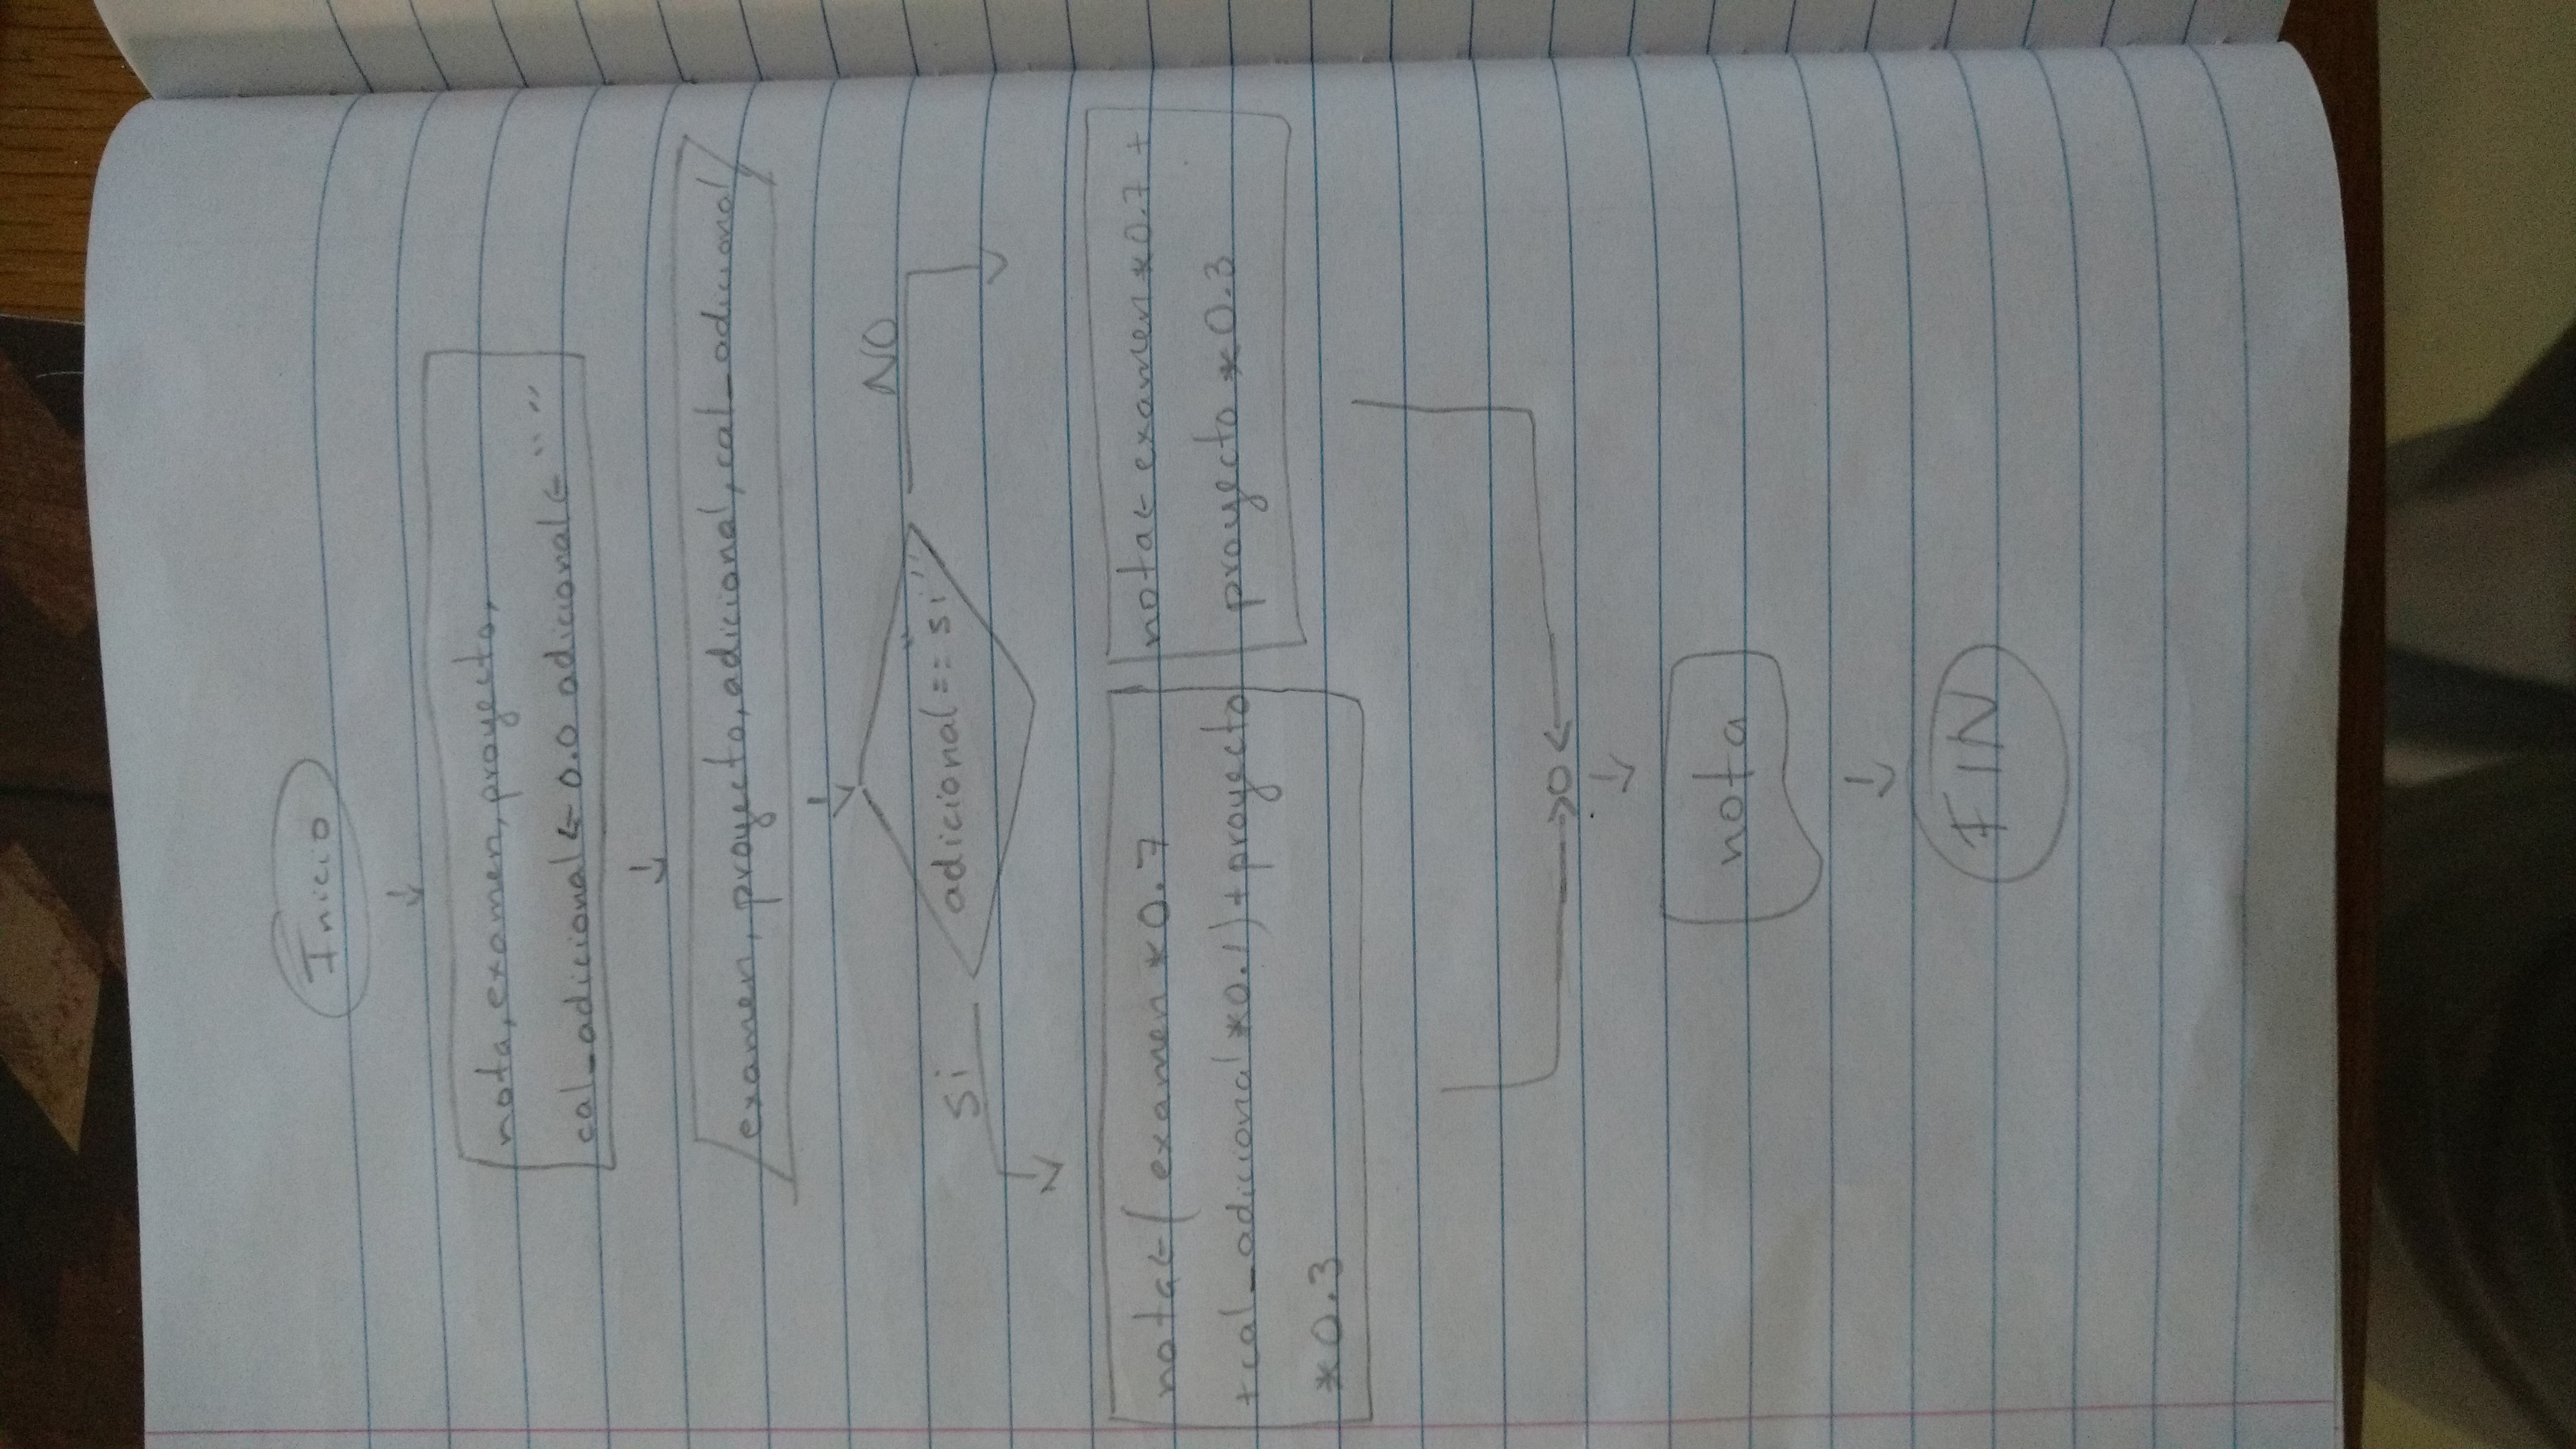 Inicio
nota, examen, proyecto,
cal_adicional ← 0.0 adicional ← " "
examen, proyecto, adicional, cal_adicional
adicional == "si"
Si
NO
nota ← (examen * 0.7
+ cal_adicional * 0.1) + proyecto
* 0.3
nota ← examen * 0.7 +
proyecto * 0.3
nota
FIN